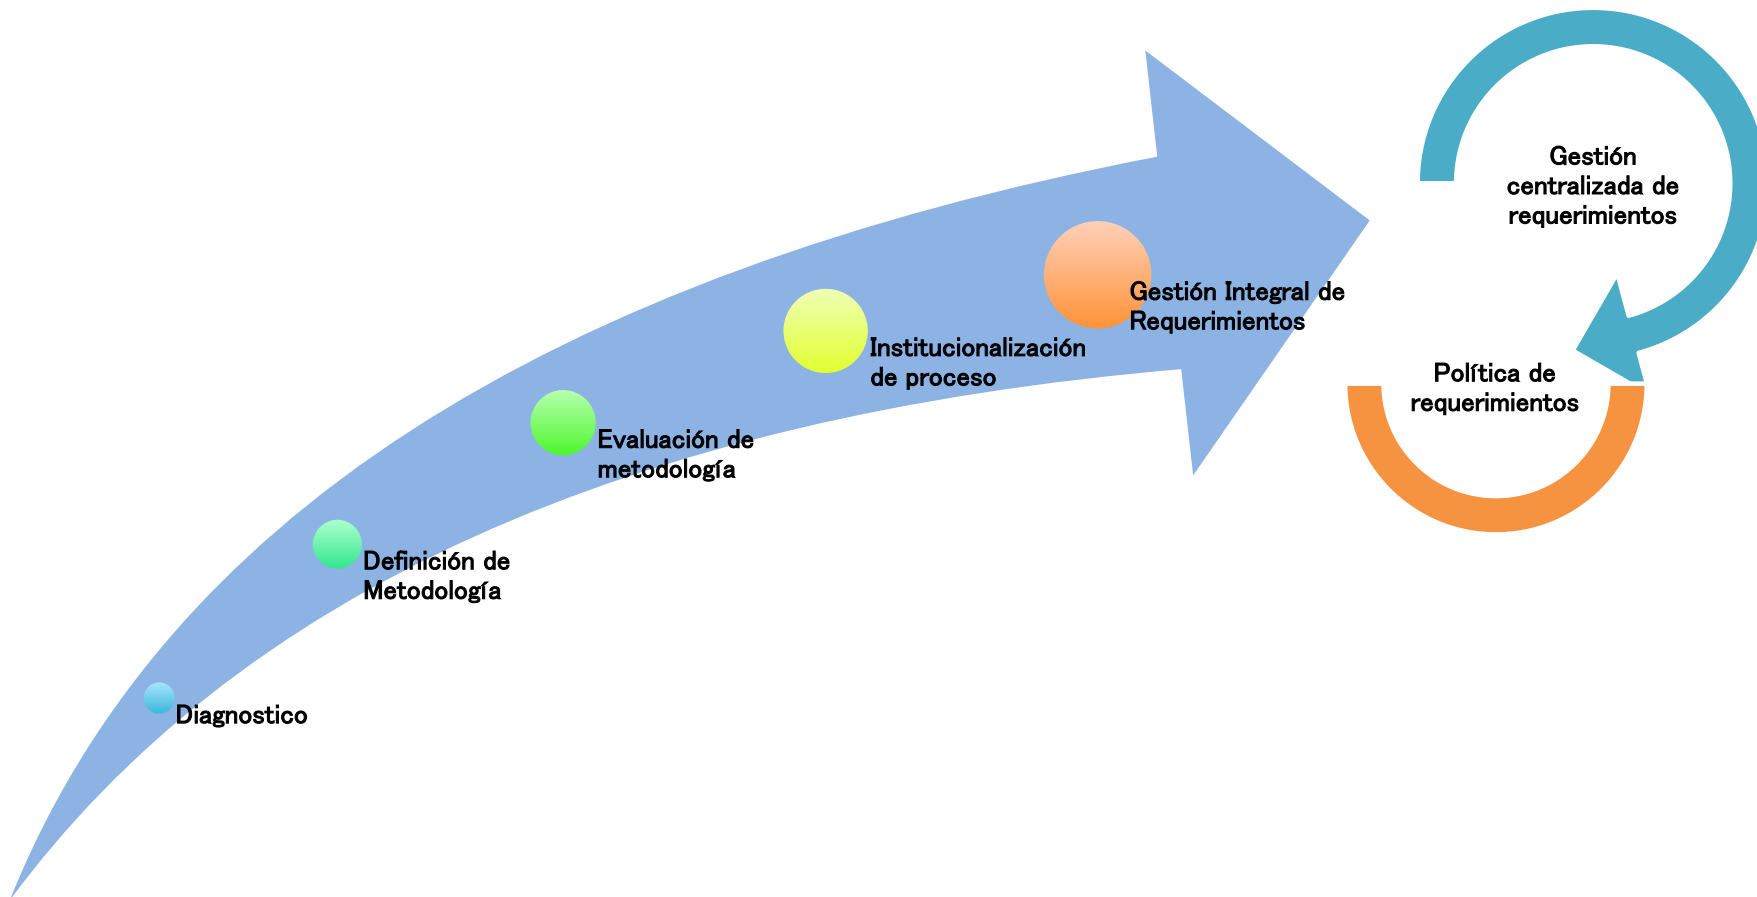 Diagnostico
Definición de
Metodología
Evaluación de
metodología
Institucionalización
de proceso
Gestión Integral de
Requerimientos
Gestión
centralizada de
requerimientos
Política de
requerimientos